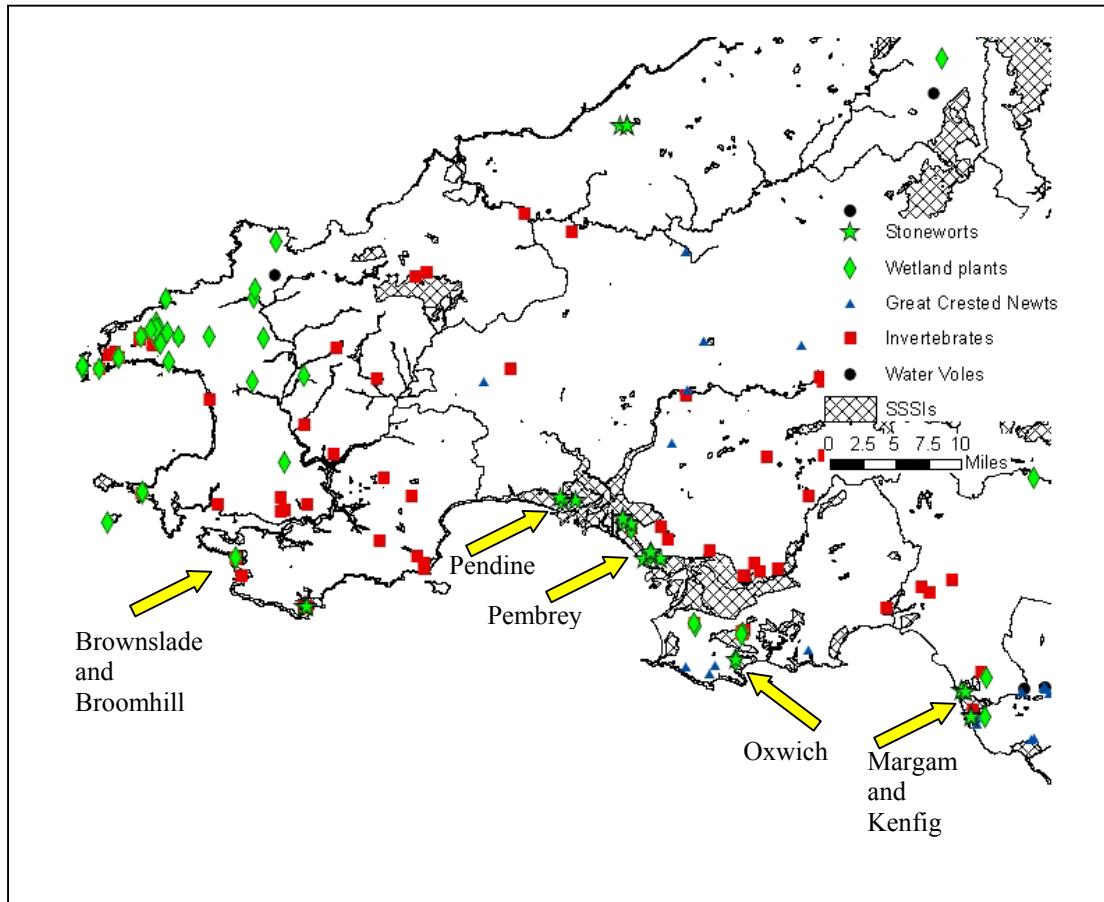 Stoneworts
Wetland plants
Great Crested Newts
Invertebrates
Water Voles
SSSIs
0 2.5 5 7.5 10
Miles
Pendine
Pembrey
Brownslade
and
Broomhill
Oxwich
Margam
and
Kenfig